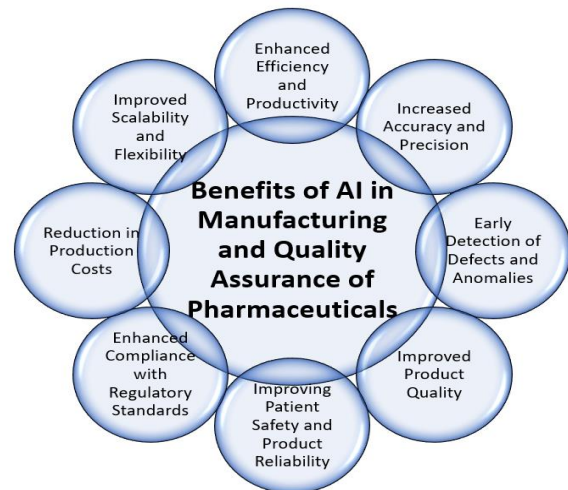 Enhanced
Efficiency
and
Productivity
Increased
Accuracy and
Precision
Early
Detection of
Defects and
Anomalies
Improved
Product
Quality
Improving
Patient
Safety and
Product
Reliability
Enhanced
Compliance
with
Regulatory
Standards
Reduction in
Production
Costs
Improved
Scalability
and
Flexibility
Benefits of AI in
Manufacturing
and Quality
Assurance of
Pharmaceuticals